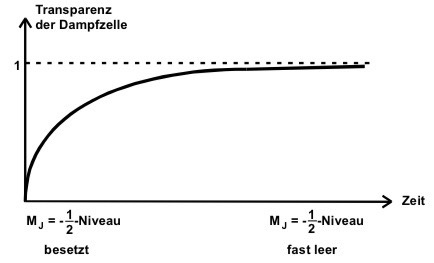 Transparenz
der Dampfzelle
1
Zeit
M_J = -1/2-Niveau
besetzt
M_J = -1/2-Niveau
fast leer